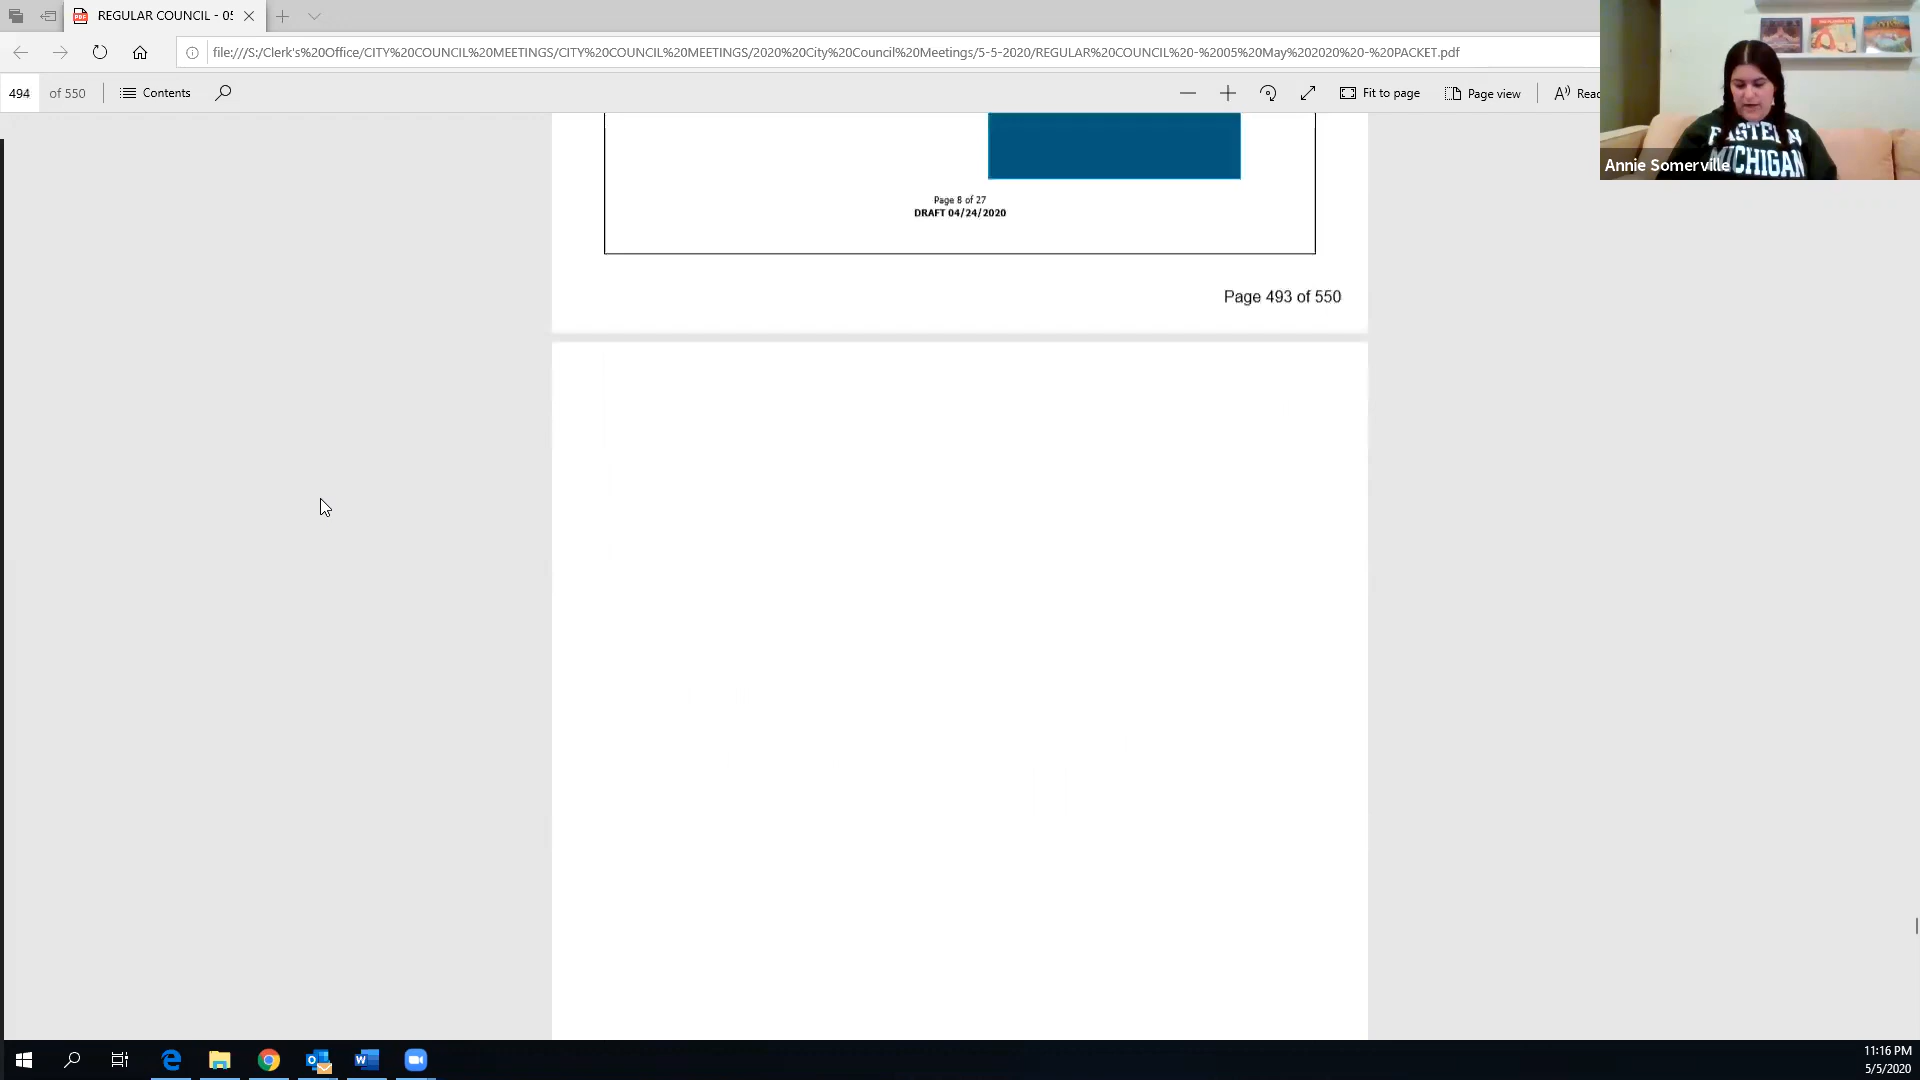 REGULAR COUNCIL - 05
file:///S:/Clerk's%20Office/CITY%20COUNCIL%20MEETINGS/CITY%20COUNCIL%20MEETINGS/2020%20City%20Council%20Meetings/5-5-2020/REGULAR%20COUNCIL%20-%2005%20May%202020%20-%20PACKET.pdf
494 of 550 Contents Fit to page Page view Reac
EASTERN
MICHIGAN
Annie Somerville
Page 8 of 27
DRAFT 04/24/2020
Page 493 of 550
11:16 PM
5/5/2020